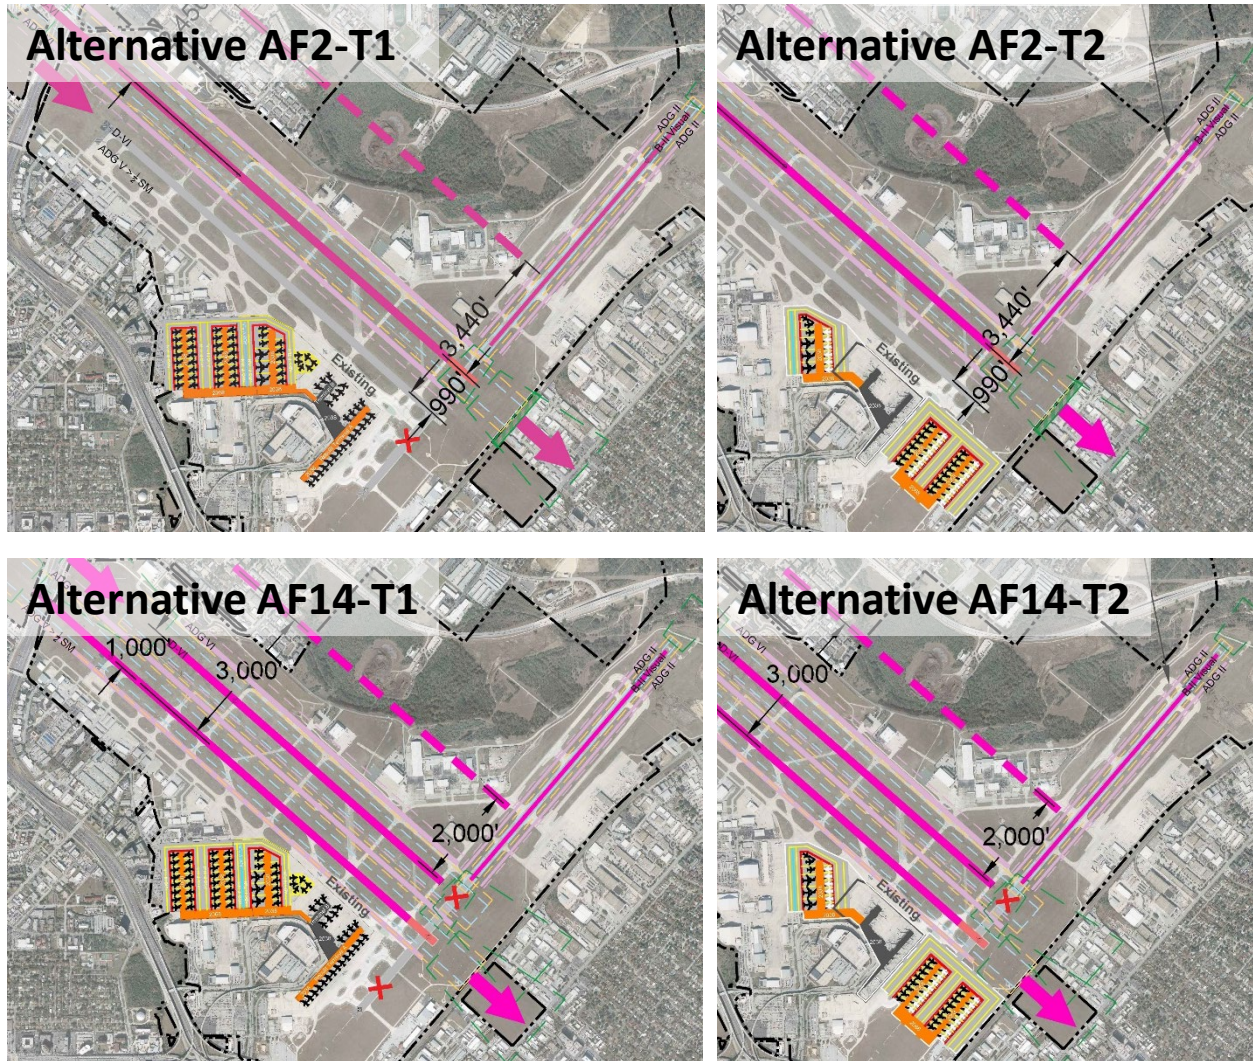 Alternative AF2-T1
D-VI
ADG V > ½ SM
ADG II
B-II Visual
ADG II
Existing
3,440'
990'
Alternative AF2-T2
ADG II
B-II Visual
ADG II
Existing
3,440'
990'
Alternative AF14-T1
ADG VI
1,000'
3,000
ADG II
B-II Visual
ADG II
2,000'
Existing
Alternative AF14-T2
ADG VI
3,000
ADG II
B-II Visual
ADG II
2,000'
Existing